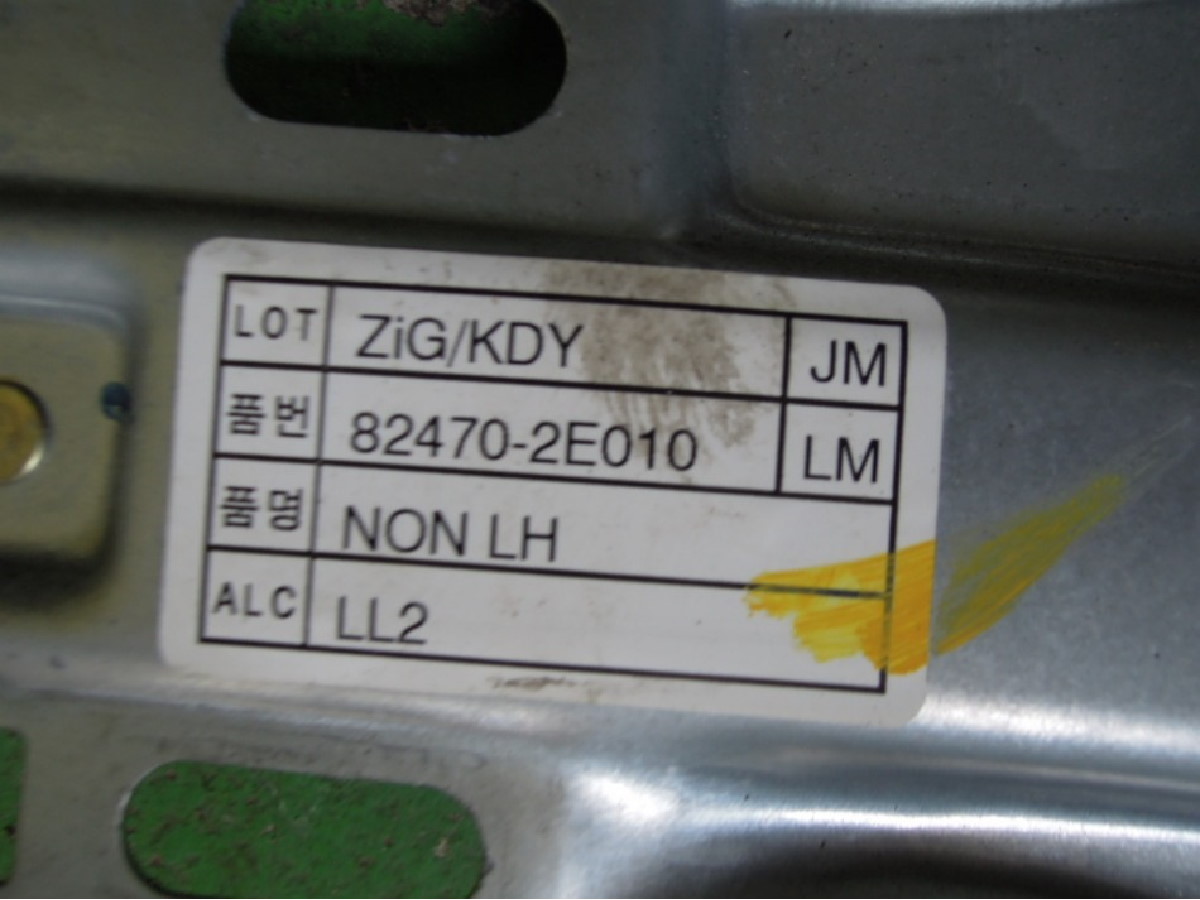 LOT ZiG/KDY JM
품번 82470-2E010 LM
품명 NON LH
ALC LL2